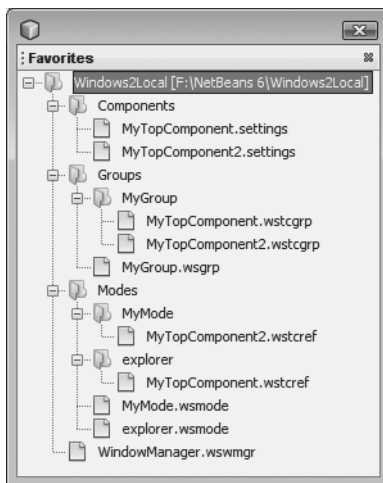 Favorites
Windows2Local [F:\NetBeans 6\Windows2Local]
Components
MyTopComponent.settings
MyTopComponent2.settings
Groups
MyGroup
MyTopComponent.wstcgrp
MyTopComponent2.wstcgrp
MyGroup.wsgrp
Modes
MyMode
MyTopComponent2.wstcref
explorer
MyTopComponent.wstcref
MyMode.wsmode
explorer.wsmode
WindowManager.wswmgr